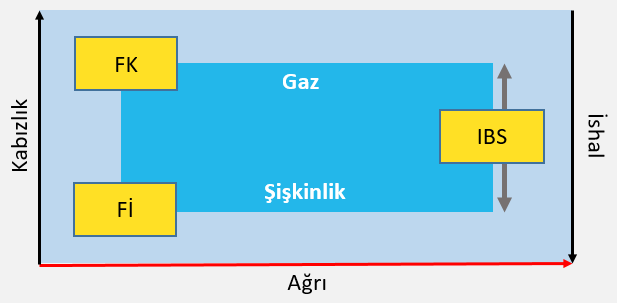 FK
Gaz
Kabızlık
IBS
İshal
Fİ
Şişkinlik
Ağrı